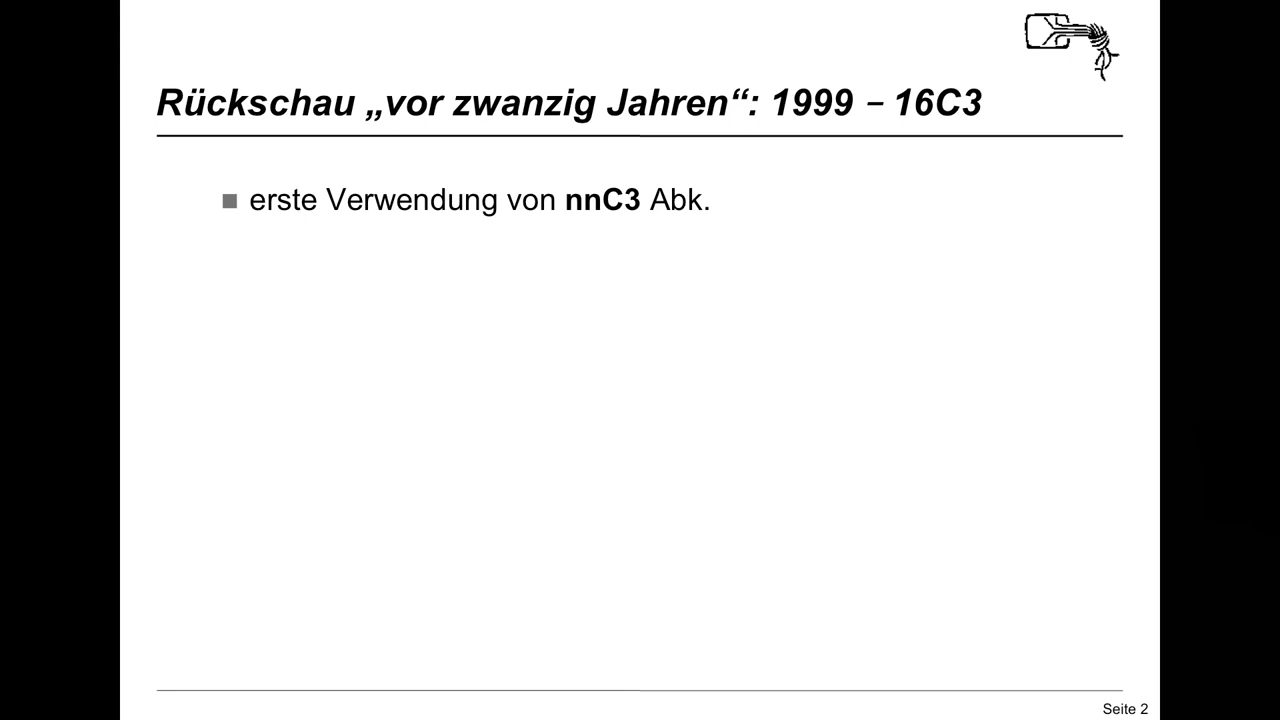 Rückschau „vor zwanzig Jahren“: 1999 – 16C3
erste Verwendung von nnC3 Abk.
Seite 2